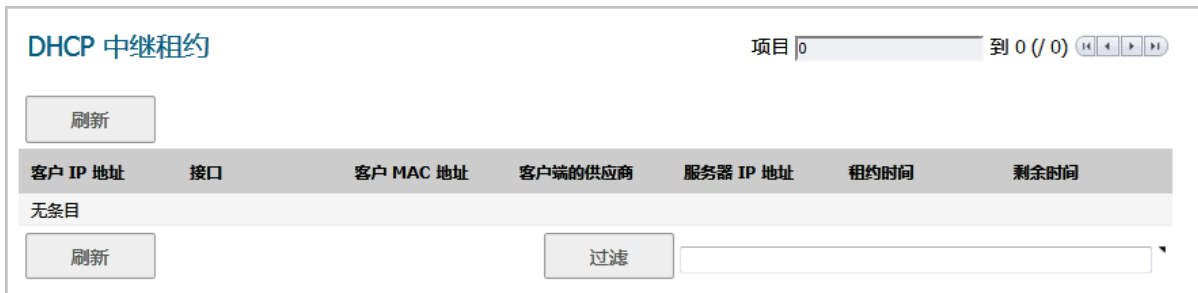 DHCP 中继租约
项目 0 到 0 (/ 0)
刷新
客户 IP 地址 接口 客户 MAC 地址 客户端的供应商 服务器 IP 地址 租约时间 剩余时间
无条目
刷新 过滤